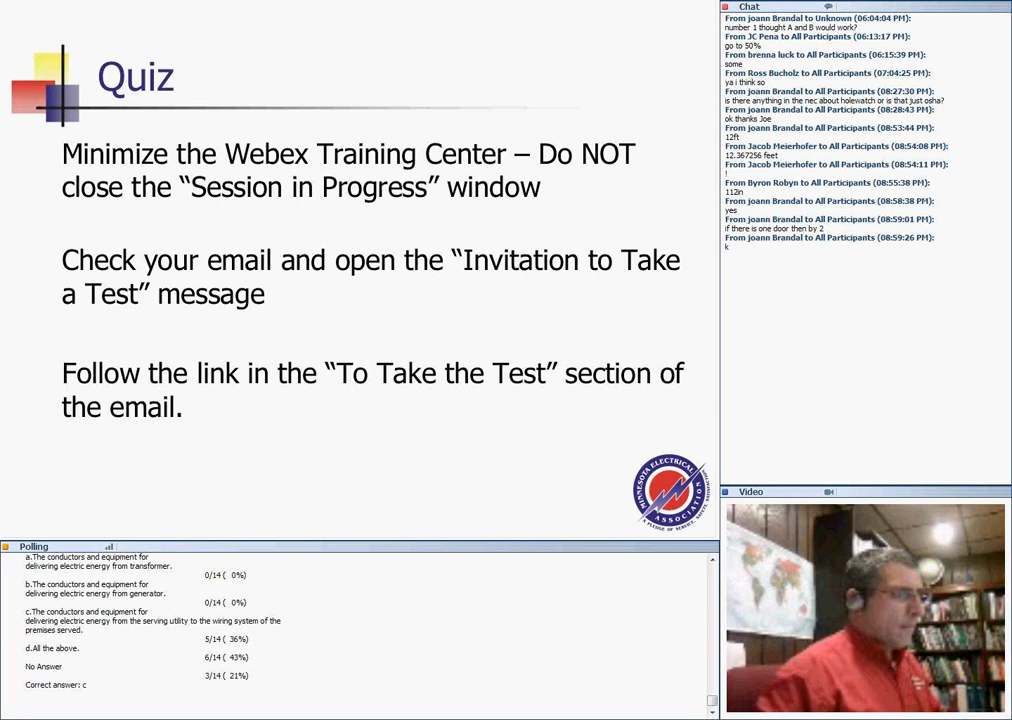 Quiz
Minimize the Webex Training Center – Do NOT
close the “Session in Progress” window
Check your email and open the “Invitation to Take
a Test” message
Follow the link in the “To Take the Test” section of
the email.
MINNESOTA ELECTRICAL
ASSOCIATION
A PLEDGE OF SERVICE, SAFETY, SATISFACTION
Polling
a.The conductors and equipment for
delivering electric energy from transformer.
0/14 ( 0%)
b.The conductors and equipment for
delivering electric energy from generator.
0/14 ( 0%)
c.The conductors and equipment for
delivering electric energy from the serving utility to the wiring system of the
premises served.
5/14 ( 36%)
d.All the above.
6/14 ( 43%)
No Answer
3/14 ( 21%)
Correct answer: c
Chat
From joann Brandal to Unknown (06:04:04 PM):
number 1 thought A and B would work?
From JC Pena to All Participants (06:13:17 PM):
go to 50%
From brenna luck to All Participants (06:15:39 PM):
some
From Ross Bucholz to All Participants (07:04:25 PM):
ya i think so
From joann Brandal to All Participants (08:27:30 PM):
is there anything in the nec about holewatch or is that just osha?
From joann Brandal to All Participants (08:28:43 PM):
ok thanks Joe
From joann Brandal to All Participants (08:53:44 PM):
12ft
From Jacob Meierhofer to All Participants (08:54:08 PM):
12.367256 feet
From Jacob Meierhofer to All Participants (08:54:11 PM):
!
From Byron Robyn to All Participants (08:55:38 PM):
112in
From joann Brandal to All Participants (08:58:38 PM):
yes
From joann Brandal to All Participants (08:59:01 PM):
if there is one door then by 2
From joann Brandal to All Participants (08:59:26 PM):
k
Video